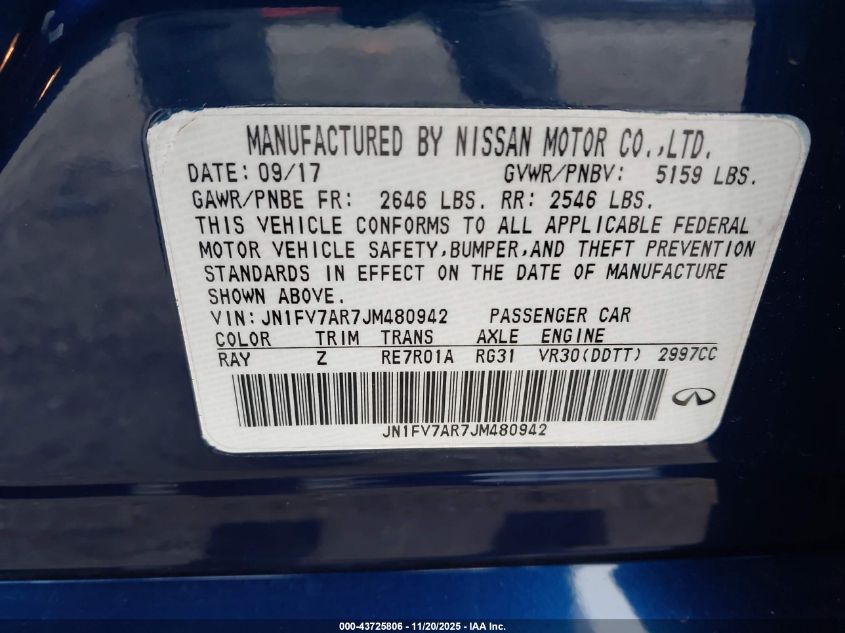 MANUFACTURED BY NISSAN MOTOR CO.,LTD.
DATE: 09/17 GVWR/PNBV: 5159 LBS.
GAWR/PNBE FR: 2646 LBS. RR: 2546 LBS.
THIS VEHICLE CONFORMS TO ALL APPLICABLE FEDERAL
MOTOR VEHICLE SAFETY,BUMPER,AND THEFT PREVENTION
STANDARDS IN EFFECT ON THE DATE OF MANUFACTURE
SHOWN ABOVE.
VIN:JN1FV7AR7JM480942 PASSENGER CAR
COLOR TRIM TRANS AXLE ENGINE
RAY Z RE7R01A RG31 VR30(DDTT) 2997CC
JN1FV7AR7JM480942
000-43725806 - 11/20/2025 - IAA Inc.